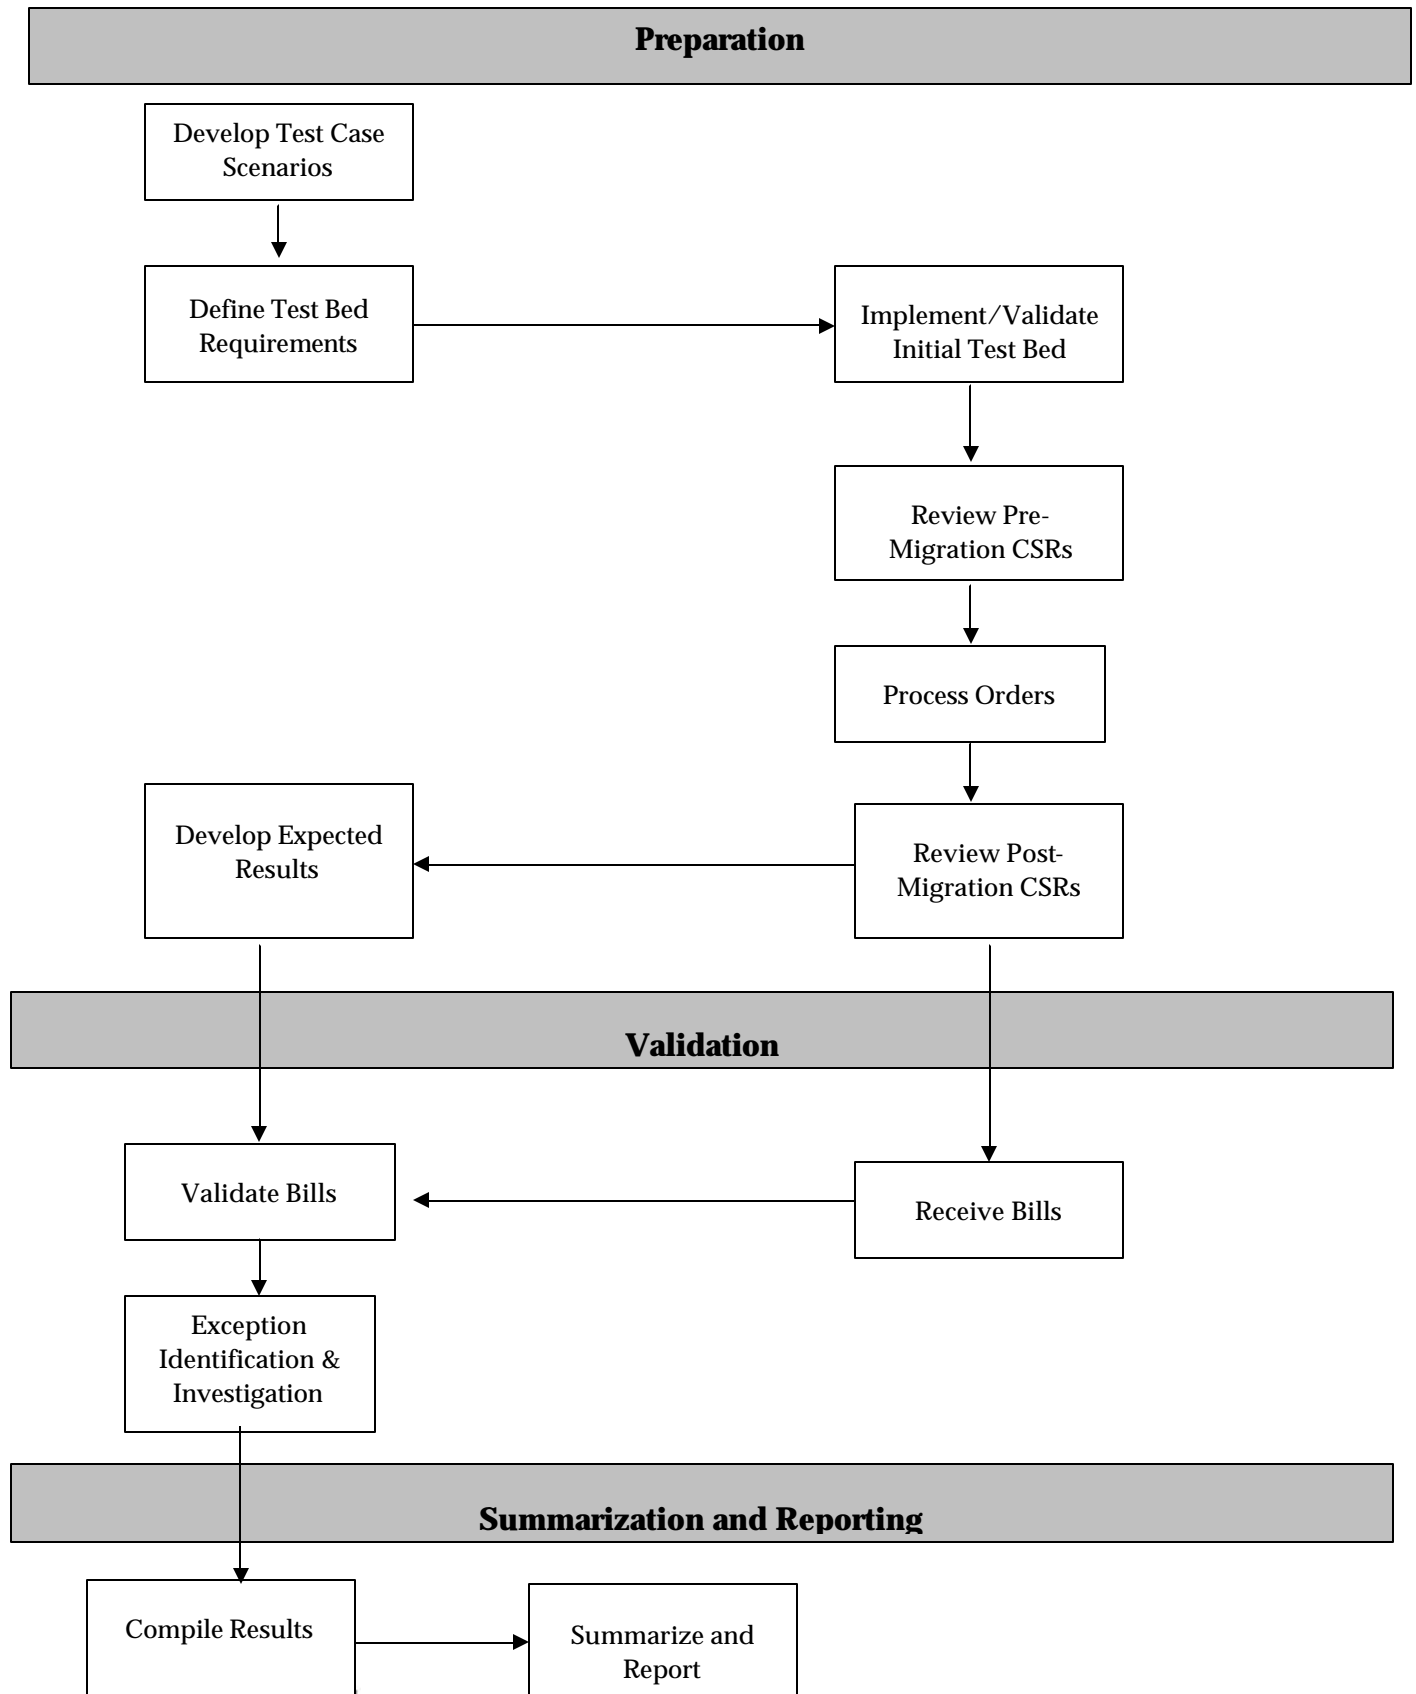 Preparation
Develop Test Case
Scenarios
Define Test Bed
Requirements
Implement/Validate
Initial Test Bed
Review Pre-
Migration CSRs
Process Orders
Develop Expected
Results
Review Post-
Migration CSRs
Validation
Validate Bills
Receive Bills
Exception
Identification &
Investigation
Summarization and Reporting
Compile Results
Summarize and
Report